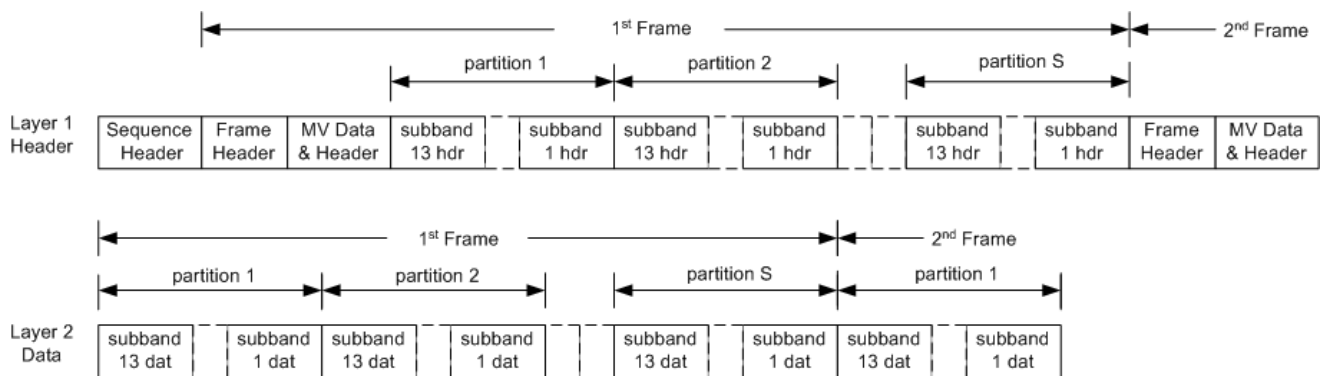 1st Frame
2nd Frame
partition 1
partition 2
partition S
Layer 1
Header
Sequence
Header
Frame
Header
MV Data
& Header
subband
13 hdr
subband
1 hdr
subband
13 hdr
subband
1 hdr
subband
13 hdr
subband
1 hdr
Frame
Header
MV Data
& Header
1st Frame
2nd Frame
partition 1
partition 2
partition S
partition 1
Layer 2
Data
subband
13 dat
subband
1 dat
subband
13 dat
subband
1 dat
subband
13 dat
subband
1 dat
subband
13 dat
subband
1 dat